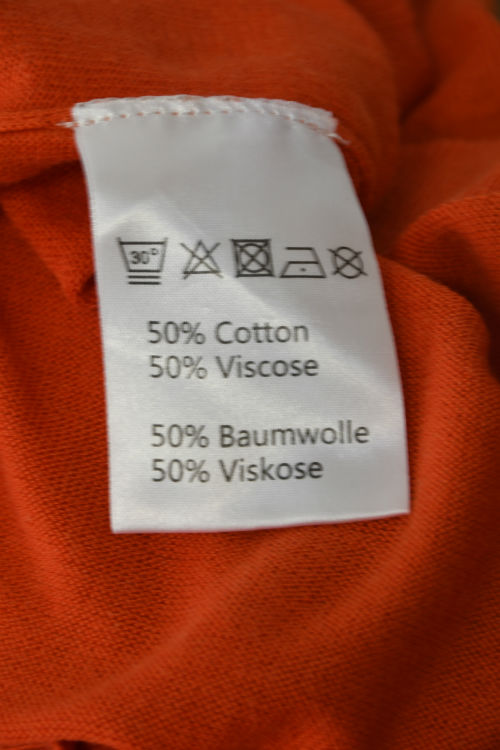 30°
50% Cotton
50% Viscose
50% Baumwolle
50% Viskose